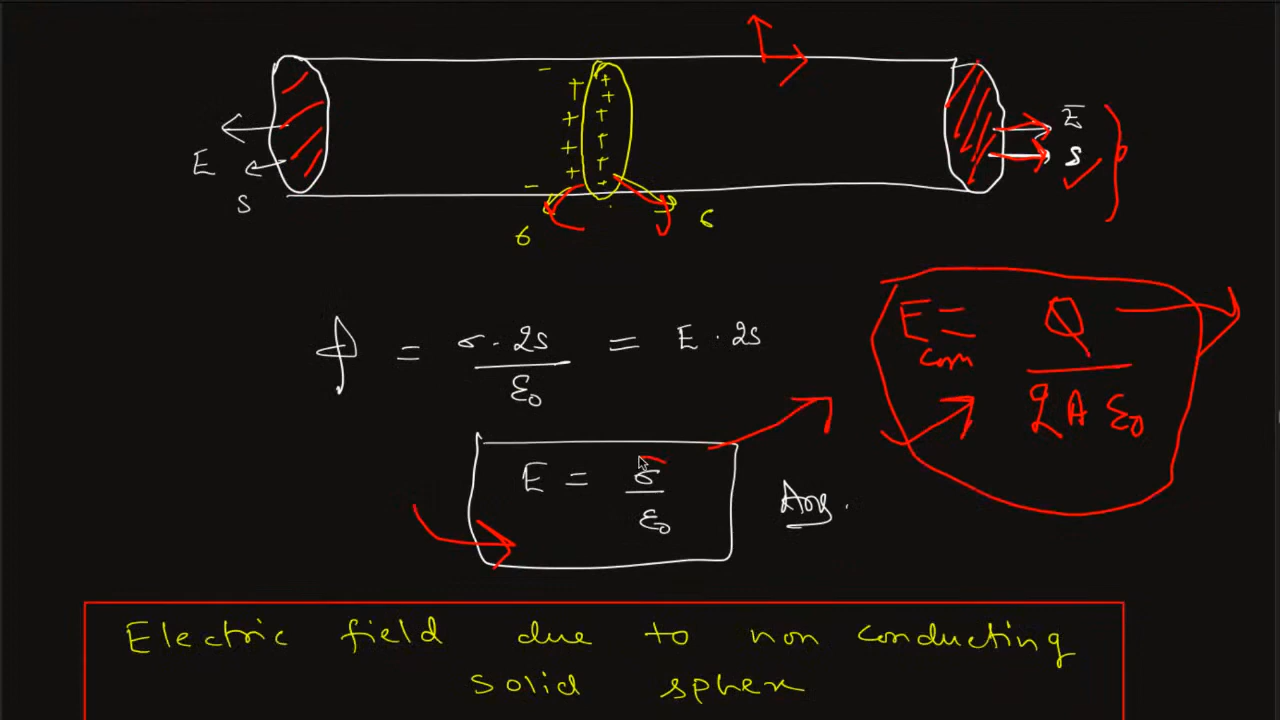 - + + + + + -
+ + + + + -
E
S
E̅
s
σ
σ
ϕ = σ · 2s / ε₀ = E · 2s
E com = Q / 2Aε₀
E = σ / ε₀
Ans.
Electric field due to non conducting
solid sphere